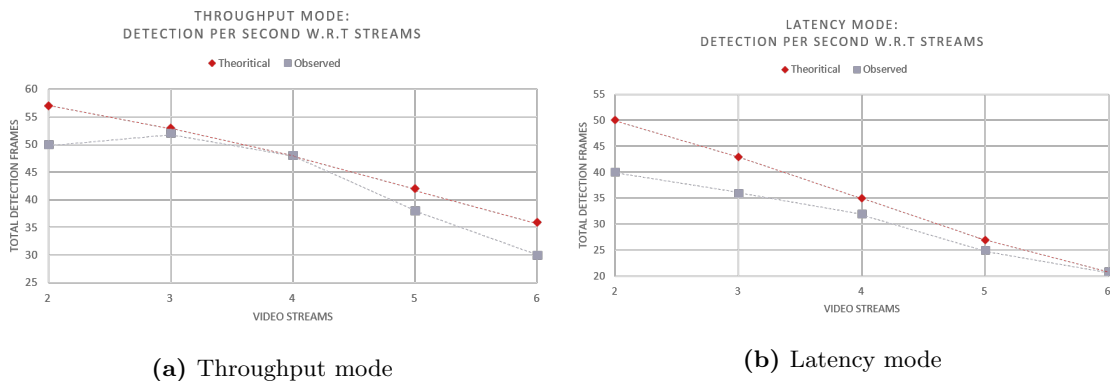 THROUGHPUT MODE:
DETECTION PER SECOND W.R.T STREAMS
Theoritical Observed
TOTAL DETECTION FRAMES
60
55
50
45
40
35
30
25
2 3 4 5 6
VIDEO STREAMS
(a) Throughput mode
LATENCY MODE:
DETECTION PER SECOND W.R.T STREAMS
Theoritical Observed
TOTAL DETECTION FRAMES
55
50
45
40
35
30
25
20
2 3 4 5 6
VIDEO STREAMS
(b) Latency mode